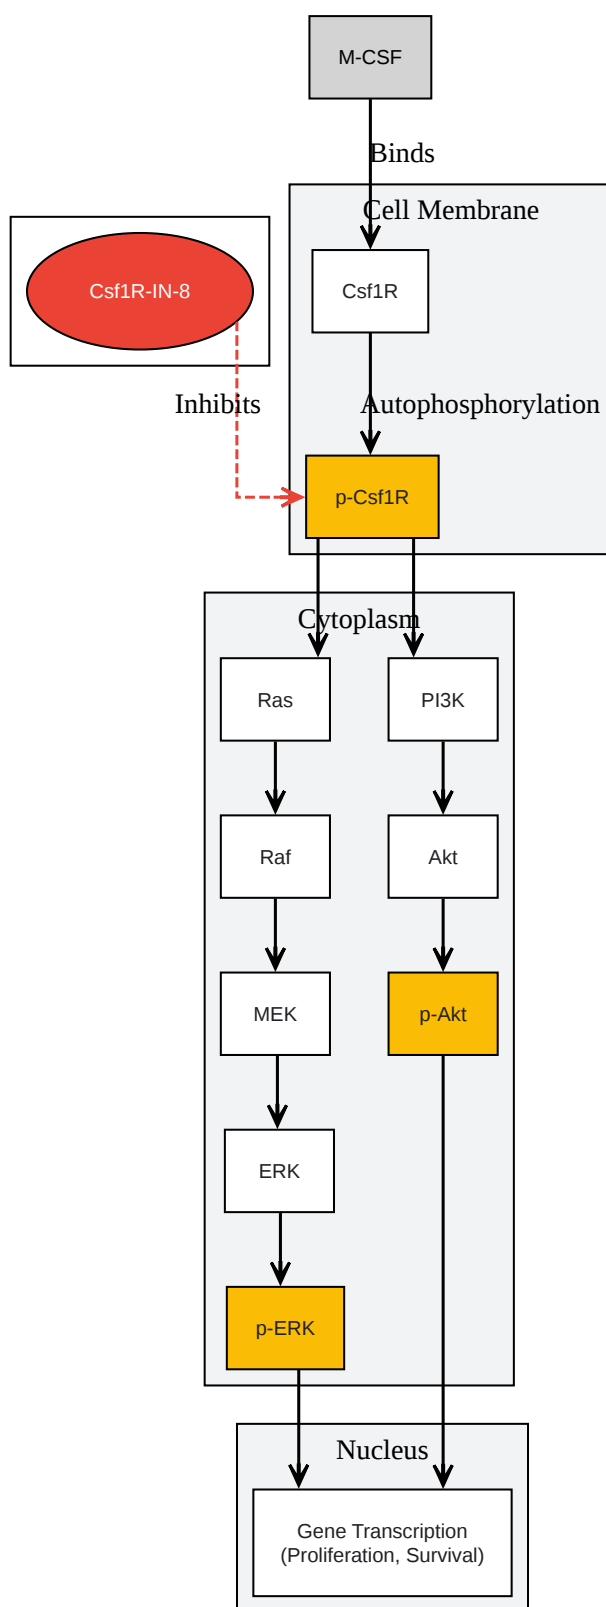 M-CSF
Binds
Cell Membrane
Csf1R-IN-8
Csf1R
Inhibits
Autophosphorylation
p-Csf1R
Cytoplasm
Ras
PI3K
Raf
Akt
MEK
p-Akt
ERK
p-ERK
Nucleus
Gene Transcription
(Proliferation, Survival)